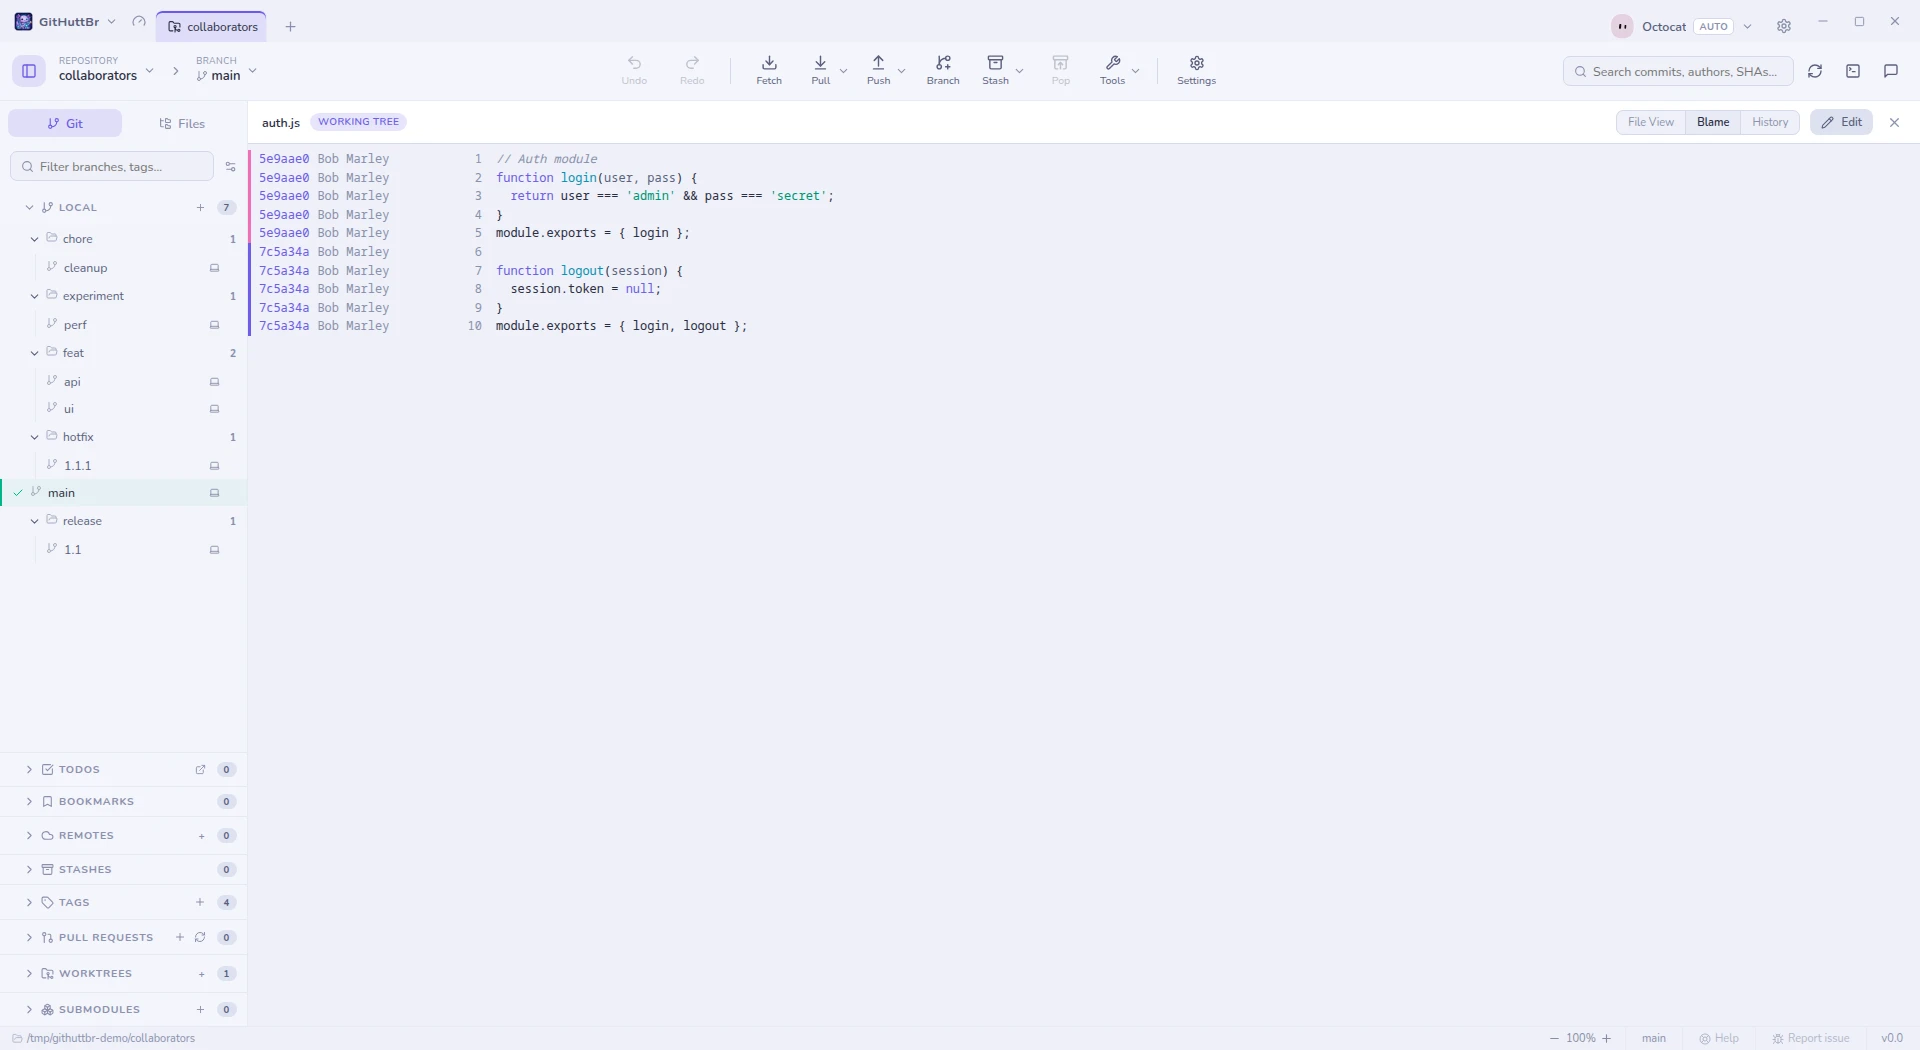 GitHuttBr
collaborators
Octocat AUTO
REPOSITORY
collaborators
BRANCH
main
Undo
Redo
Fetch
Pull
Push
Branch
Stash
Pop
Tools
Settings
Search commits, authors, SHAs...
Git
Files
Filter branches, tags...
LOCAL 7
chore 1
cleanup
experiment 1
perf
feat 2
api
ui
hotfix 1
1.1.1
main
release 1
1.1
TODOS 0
BOOKMARKS 0
REMOTES 0
STASHES 0
TAGS 4
PULL REQUESTS 0
WORKTREES 1
SUBMODULES 0
auth.js WORKING TREE
File View Blame History Edit
5e9aae0 Bob Marley 1 // Auth module
5e9aae0 Bob Marley 2 function login(user, pass) {
5e9aae0 Bob Marley 3 return user === 'admin' && pass === 'secret';
5e9aae0 Bob Marley 4 }
5e9aae0 Bob Marley 5 module.exports = { login };
7c5a34a Bob Marley 6
7c5a34a Bob Marley 7 function logout(session) {
7c5a34a Bob Marley 8 session.token = null;
7c5a34a Bob Marley 9 }
7c5a34a Bob Marley 10 module.exports = { login, logout };
/tmp/githuttbr-demo/collaborators
100%
main
Help
Report issue
v0.0